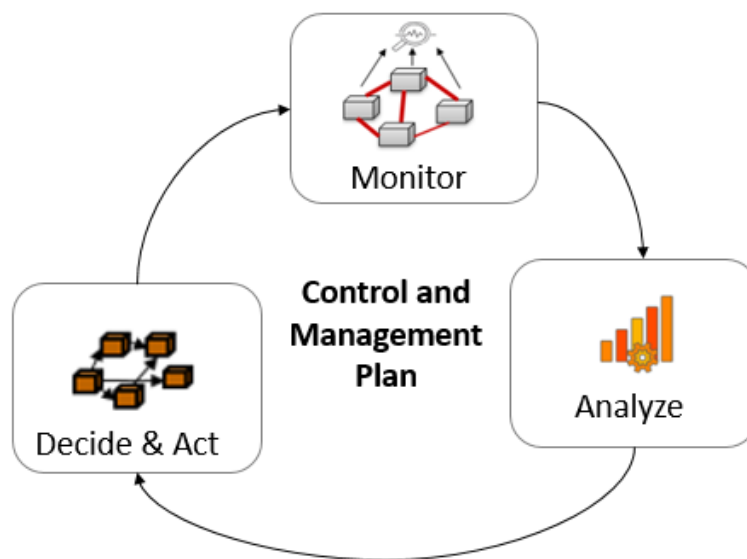 Monitor
Control and
Management
Plan
Analyze
Decide & Act